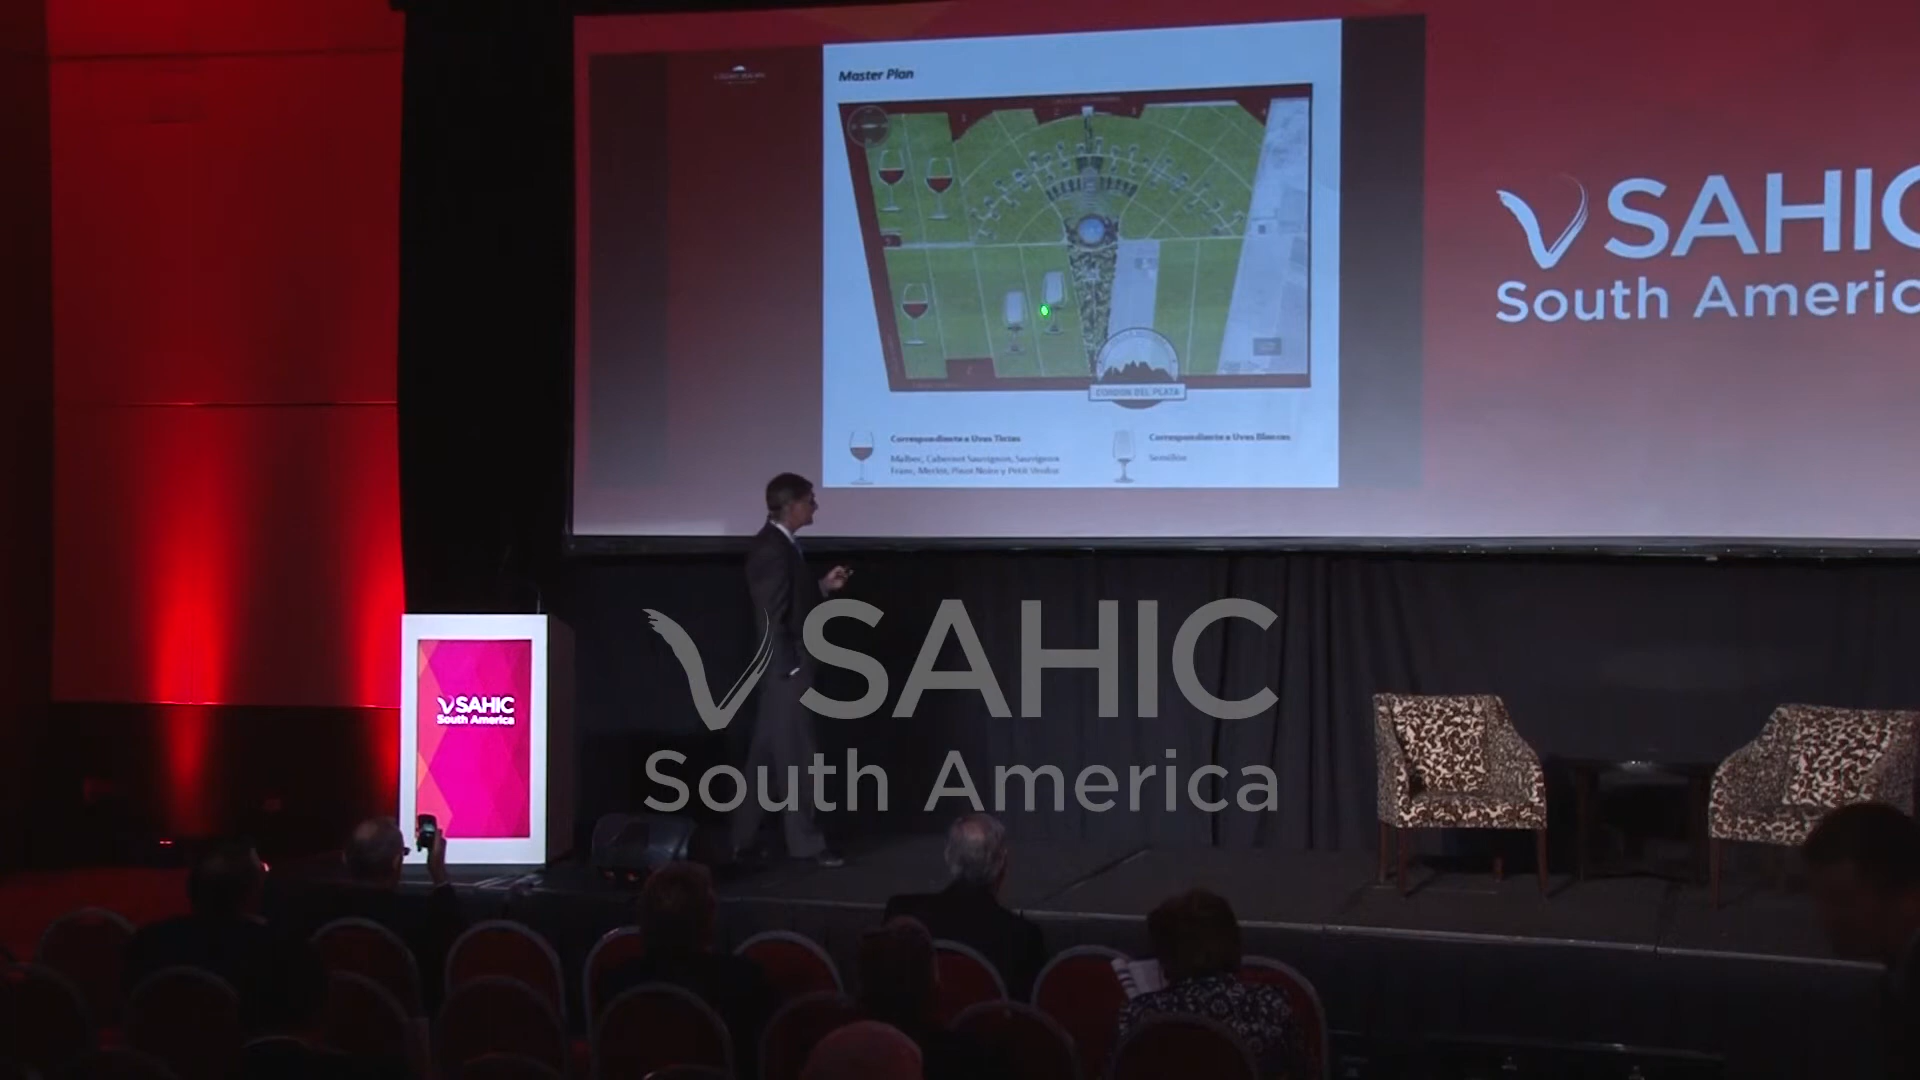 Master Plan
SAHIC
South America
CORDON DEL PLATA
Correspondiente a Uvas Tintas
Malbec, Cabernet Sauvignon, Sauvignon
Franc, Merlot, Pinot Noir y Petit Verdot
Correspondiente a Uvas Blancas
Semillón
SAHIC
South America
SAHIC
South America